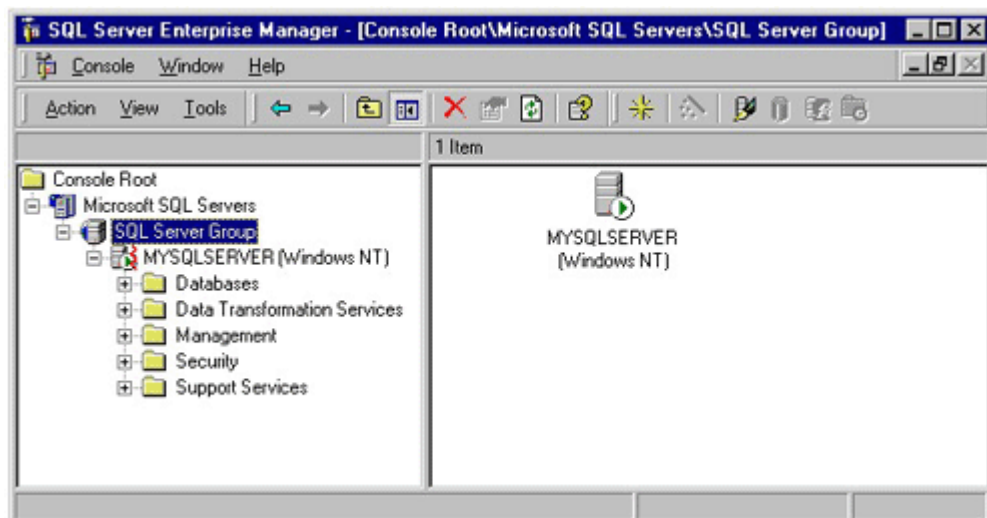 SQL Server Enterprise Manager - [Console Root\Microsoft SQL Servers\SQL Server Group]
Console Window Help
Action View Tools
1 Item
Console Root
Microsoft SQL Servers
SQL Server Group
MYSQLSERVER (Windows NT)
Databases
Data Transformation Services
Management
Security
Support Services
MYSQLSERVER
(Windows NT)